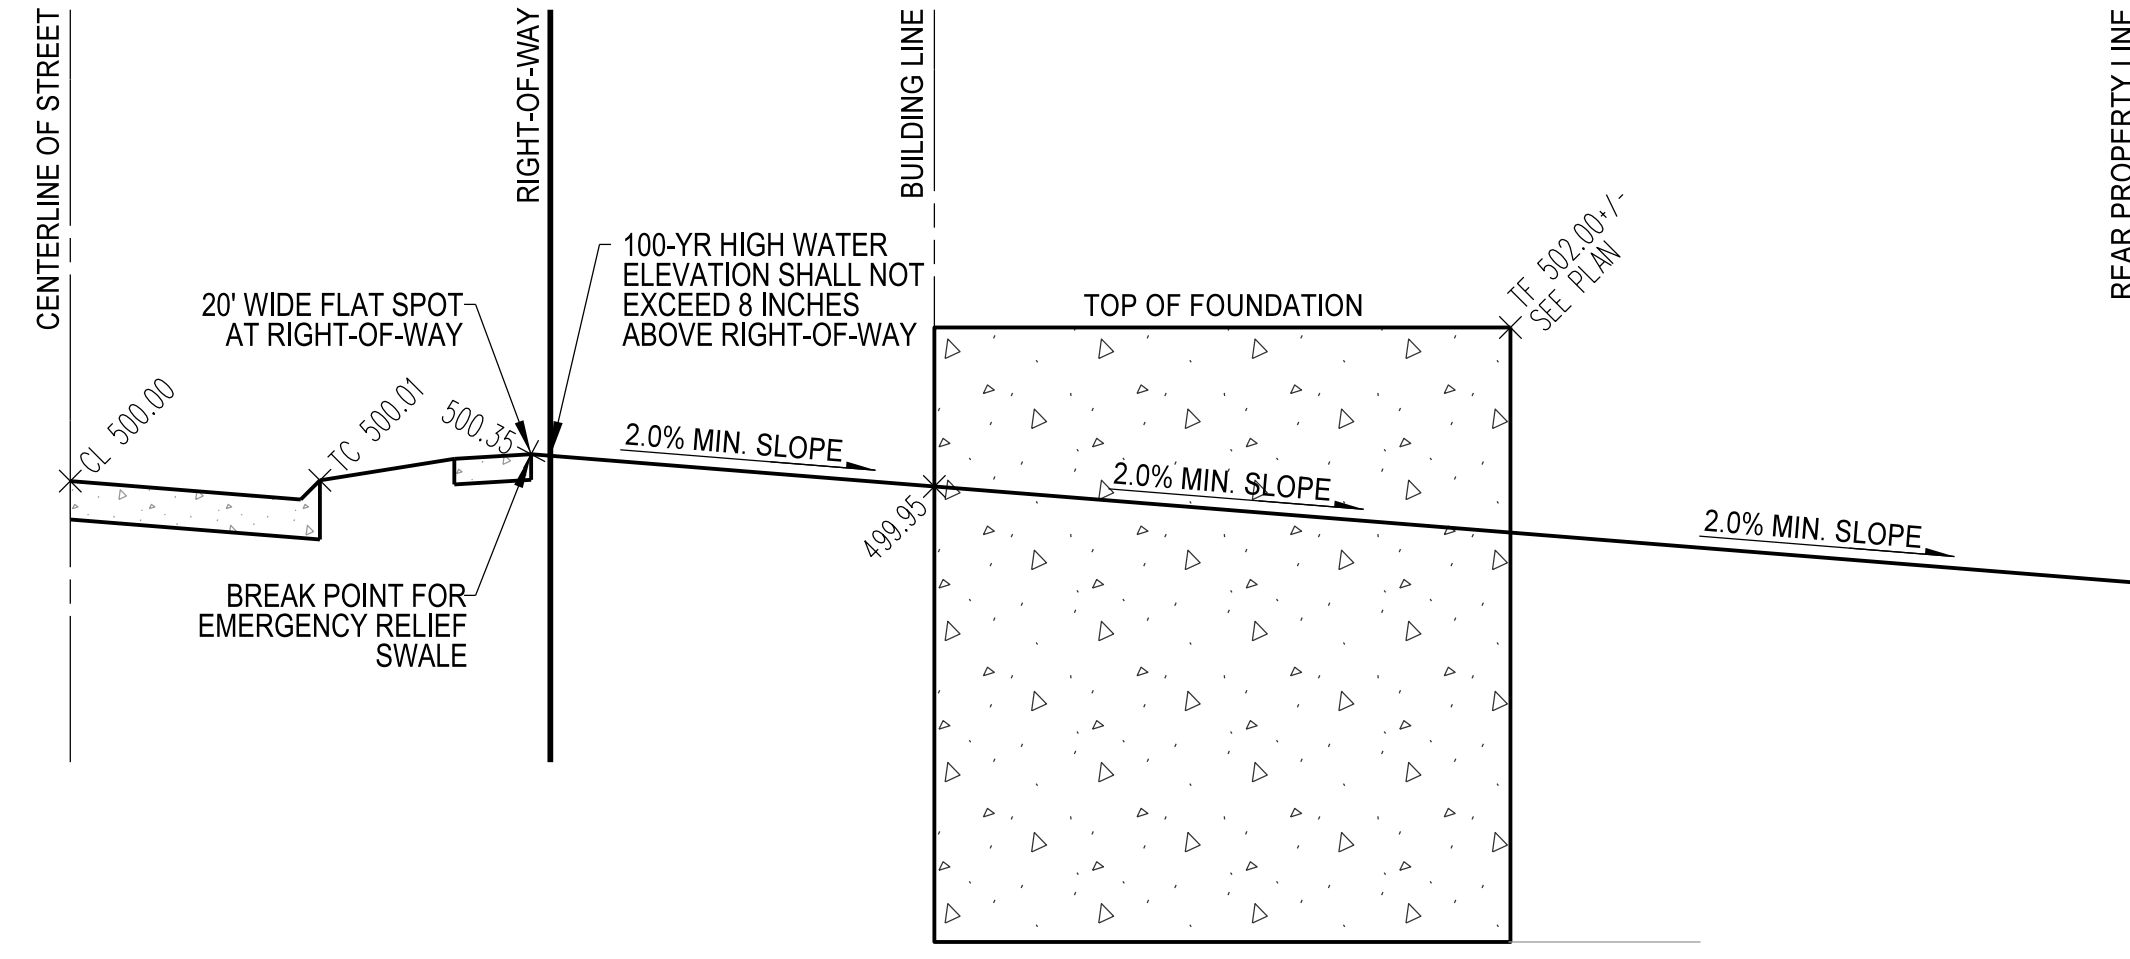 CENTERLINE OF STREET
RIGHT-OF-WAY
BUILDING LINE
REAR PROPERTY LINE
20' WIDE FLAT SPOT
AT RIGHT-OF-WAY
100-YR HIGH WATER
ELEVATION SHALL NOT
EXCEED 8 INCHES
ABOVE RIGHT-OF-WAY
TOP OF FOUNDATION
TF 502.00+/-
SEE PLAN
CL 500.00
TC 500.01
500.35
2.0% MIN. SLOPE
499.95
2.0% MIN. SLOPE
2.0% MIN. SLOPE
BREAK POINT FOR
EMERGENCY RELIEF
SWALE